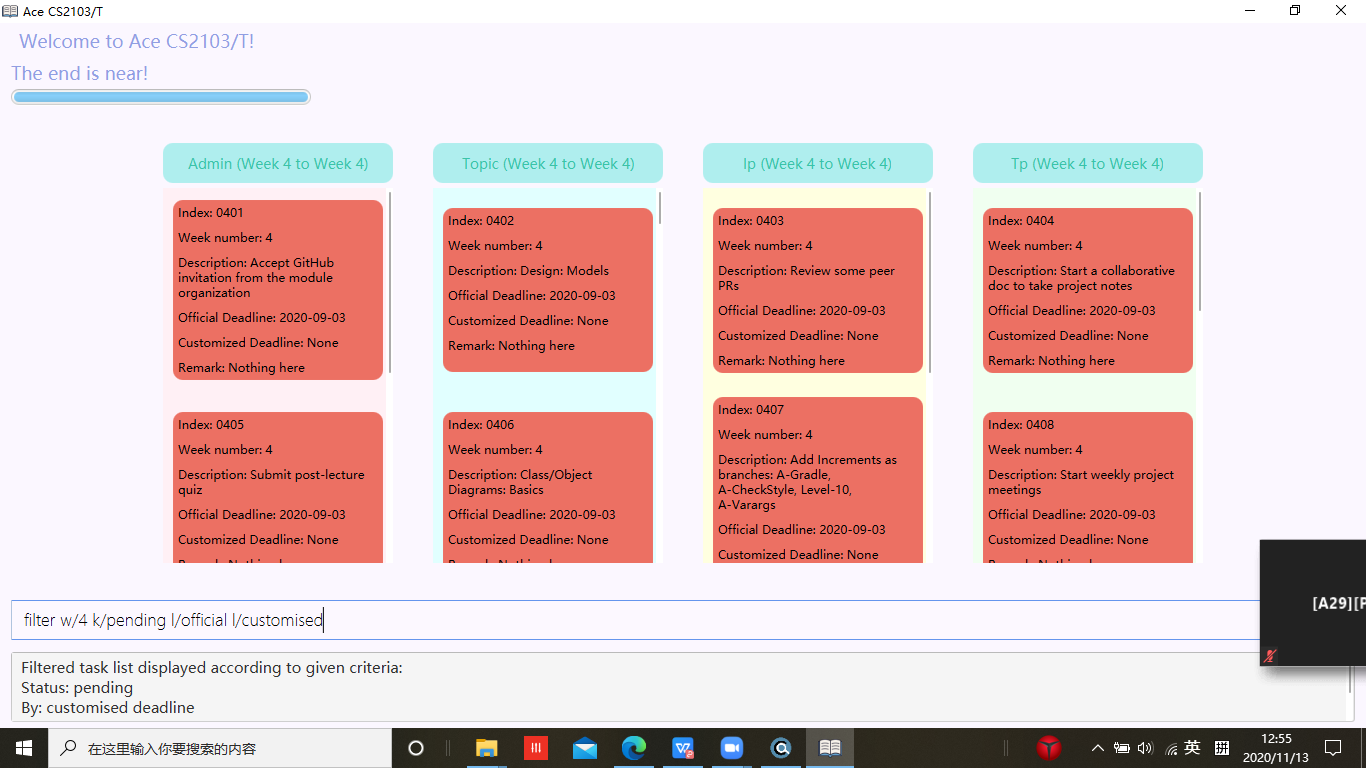 Ace CS2103/T
Welcome to Ace CS2103/T!
The end is near!
Admin (Week 4 to Week 4)
Index: 0401
Week number: 4
Description: Accept GitHub
invitation from the module
organization
Official Deadline: 2020-09-03
Customized Deadline: None
Remark: Nothing here
Index: 0405
Week number: 4
Description: Submit post-lecture
quiz
Official Deadline: 2020-09-03
Customized Deadline: None
Topic (Week 4 to Week 4)
Index: 0402
Week number: 4
Description: Design: Models
Official Deadline: 2020-09-03
Customized Deadline: None
Remark: Nothing here
Index: 0406
Week number: 4
Description: Class/Object
Diagrams: Basics
Official Deadline: 2020-09-03
Customized Deadline: None
Ip (Week 4 to Week 4)
Index: 0403
Week number: 4
Description: Review some peer
PRs
Official Deadline: 2020-09-03
Customized Deadline: None
Remark: Nothing here
Index: 0407
Week number: 4
Description: Add Increments as
branches: A-Gradle,
A-CheckStyle, Level-10,
A-Varargs
Official Deadline: 2020-09-03
Customized Deadline: None
Tp (Week 4 to Week 4)
Index: 0404
Week number: 4
Description: Start a collaborative
doc to take project notes
Official Deadline: 2020-09-03
Customized Deadline: None
Remark: Nothing here
Index: 0408
Week number: 4
Description: Start weekly project
meetings
Official Deadline: 2020-09-03
Customized Deadline: None
filter w/4 k/pending l/official l/customised
[A29][P
Filtered task list displayed according to given criteria:
Status: pending
By: customised deadline
在这里输入你要搜索的内容
英
拼
12:55
2020/11/13